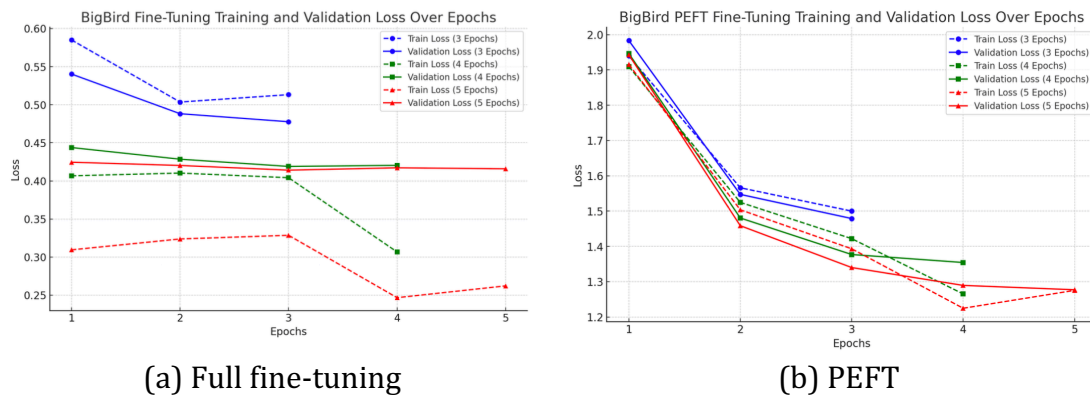 BigBird Fine-Tuning Training and Validation Loss Over Epochs
0.60
0.55
0.50
0.45
0.40
0.35
0.30
0.25
Loss
Train Loss (3 Epochs)
Validation Loss (3 Epochs)
Train Loss (4 Epochs)
Validation Loss (4 Epochs)
Train Loss (5 Epochs)
Validation Loss (5 Epochs)
1
2
3
4
5
Epochs
(a) Full fine-tuning
BigBird PEFT Fine-Tuning Training and Validation Loss Over Epochs
2.0
1.9
1.8
1.7
1.6
1.5
1.4
1.3
1.2
Loss
Train Loss (3 Epochs)
Validation Loss (3 Epochs)
Train Loss (4 Epochs)
Validation Loss (4 Epochs)
Train Loss (5 Epochs)
Validation Loss (5 Epochs)
1
2
3
4
5
Epochs
(b) PEFT